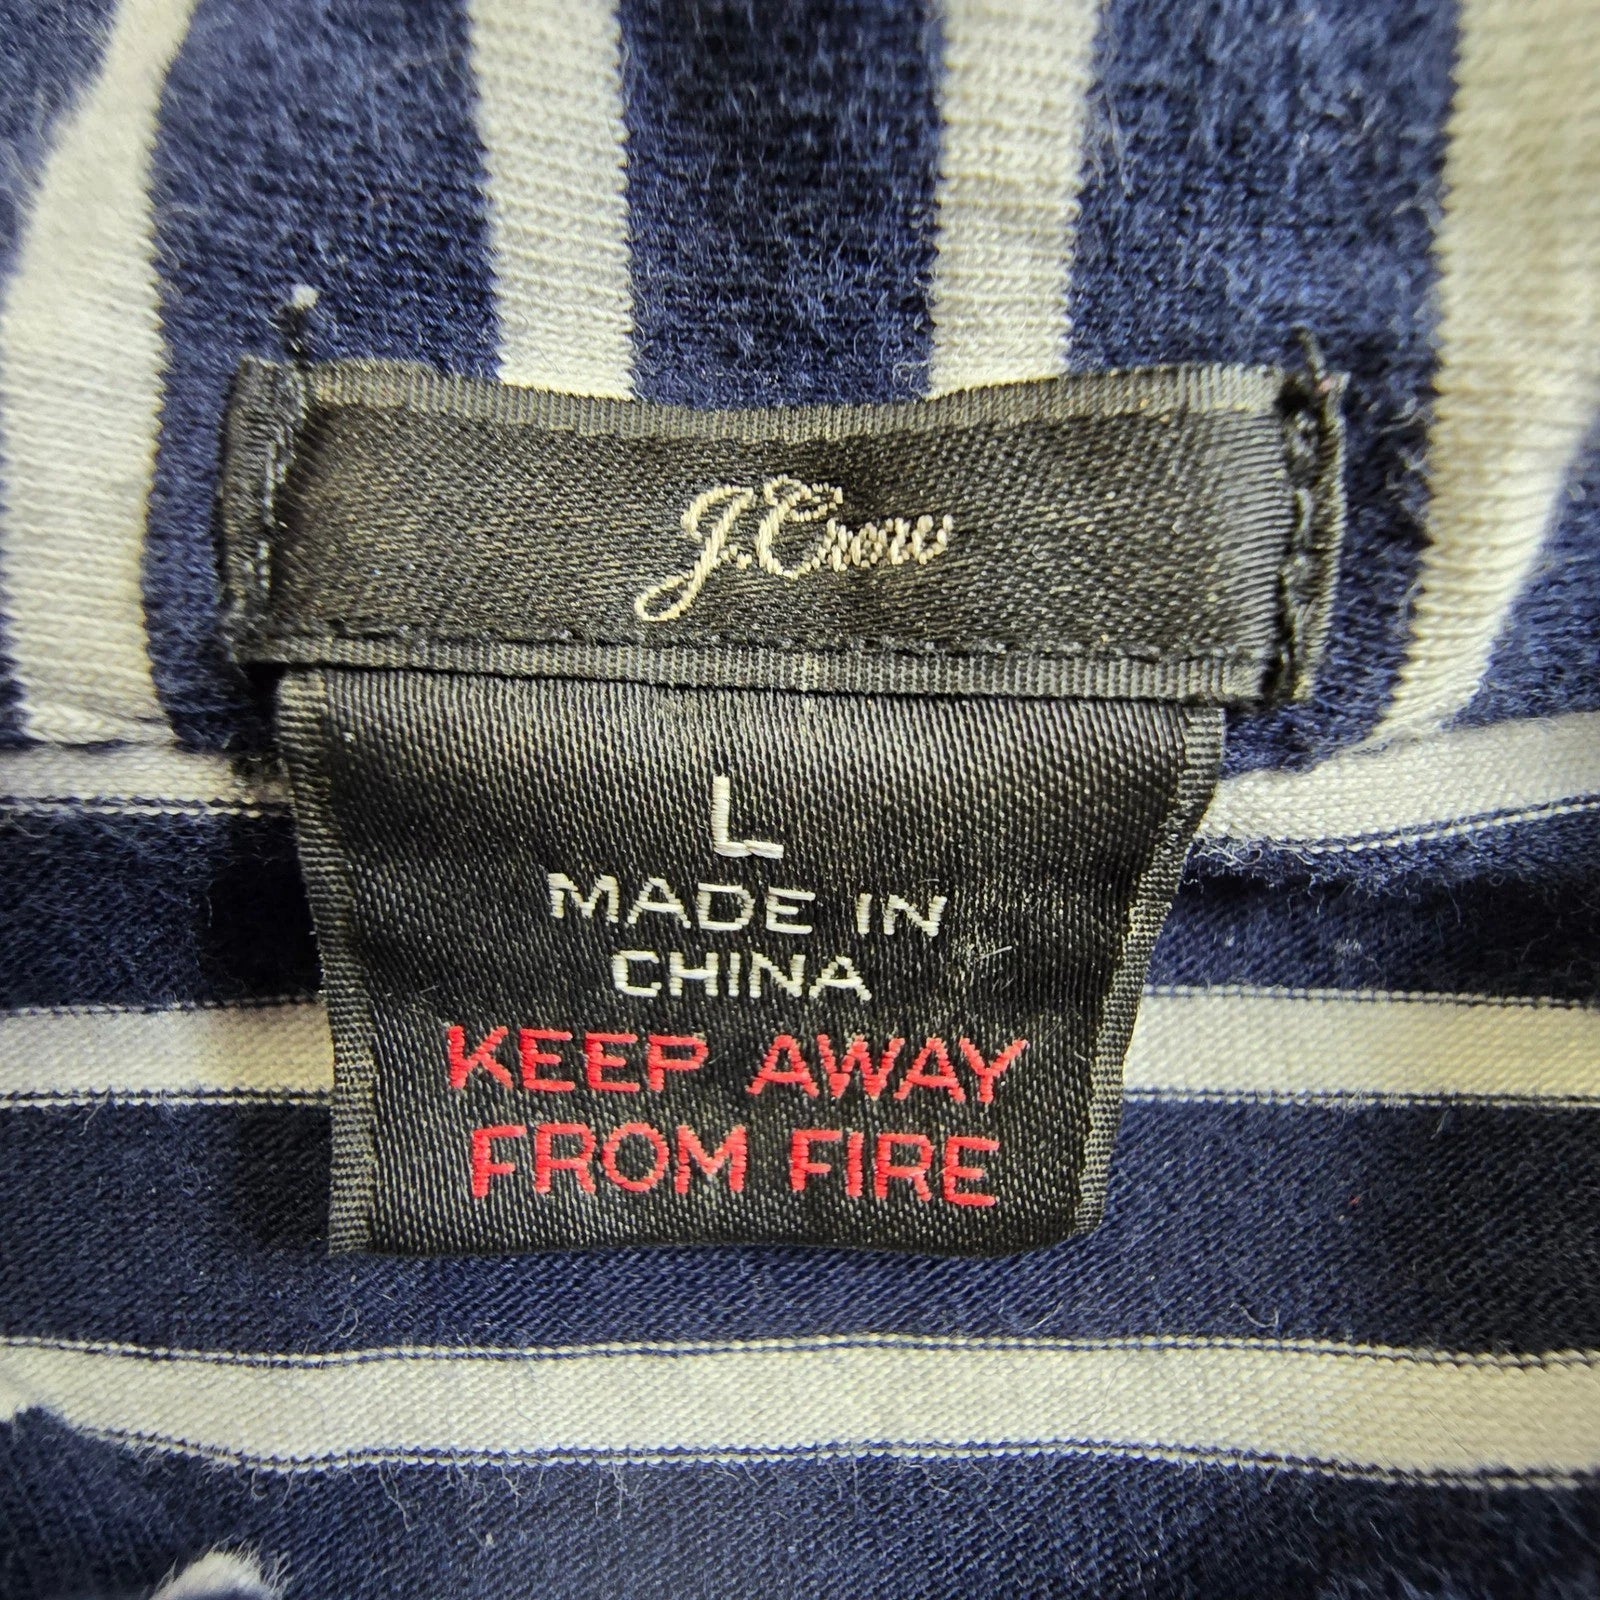 J.Crew
L
MADE IN
CHINA
KEEP AWAY
FROM FIRE